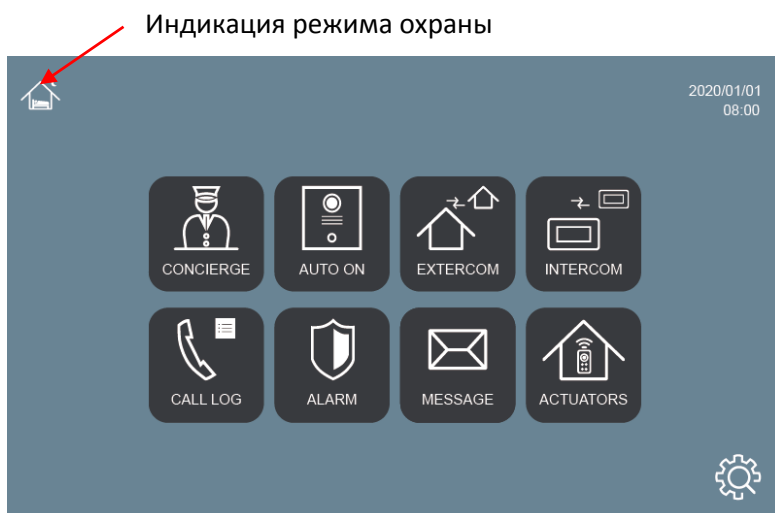 Индикация режима охраны
2020/01/01
08:00
CONCIERGE
AUTO ON
EXTERCOM
INTERCOM
CALL LOG
ALARM
MESSAGE
ACTUATORS